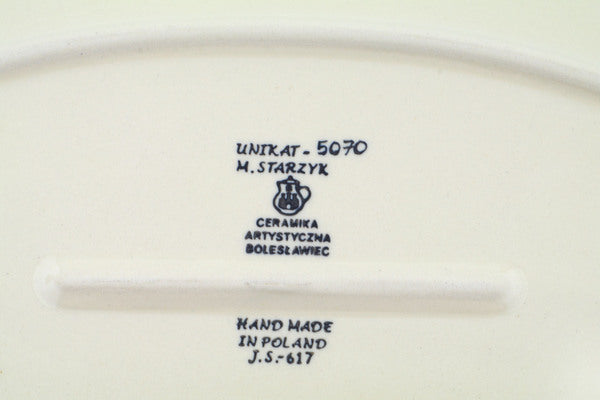 UNIKAT - 5070
M. STARZYK
CERAMIKA
ARTYSTYCZNA
BOLESŁAWIEC
HAND MADE
IN POLAND
J.S.-617